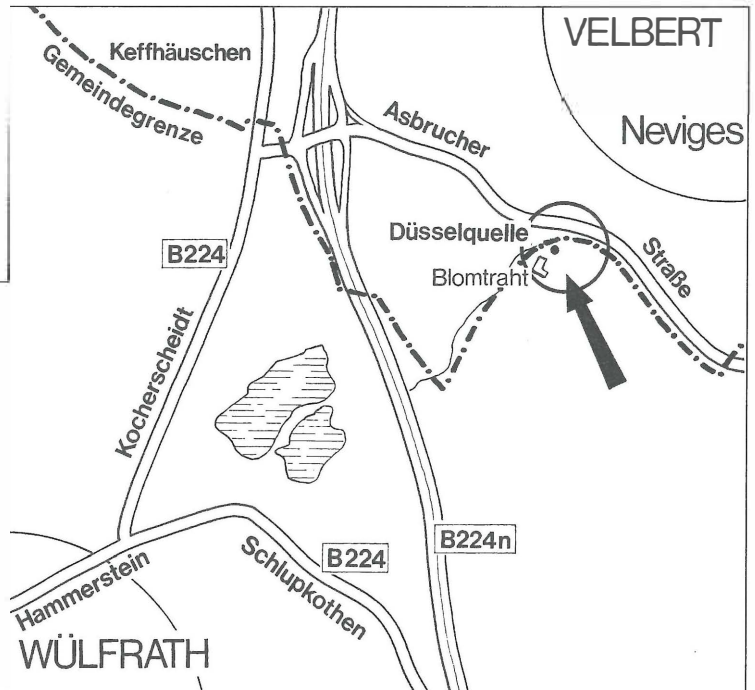 VELBERT
Keffhäuschen
Gemeindegrenze
Asbrucher
Neviges
Düsselquelle
Straße
B224
Blomtraht
Kocherscheidt
B224n
B224
Schlupkothen
Hammerstein
WÜLFRATH